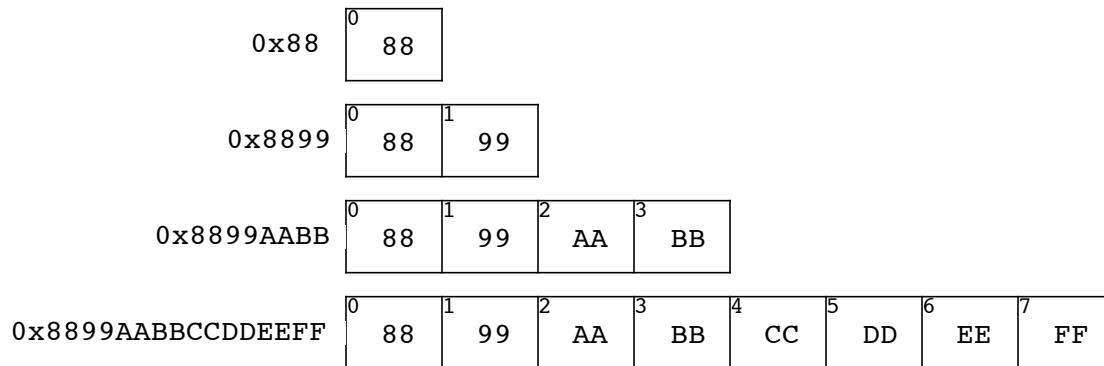 0
0x88 88
0 1
0x8899 88 99
0 1 2 3
0x8899AABB 88 99 AA BB
0 1 2 3 4 5 6 7
0x8899AABBCCDDEEFF 88 99 AA BB CC DD EE FF